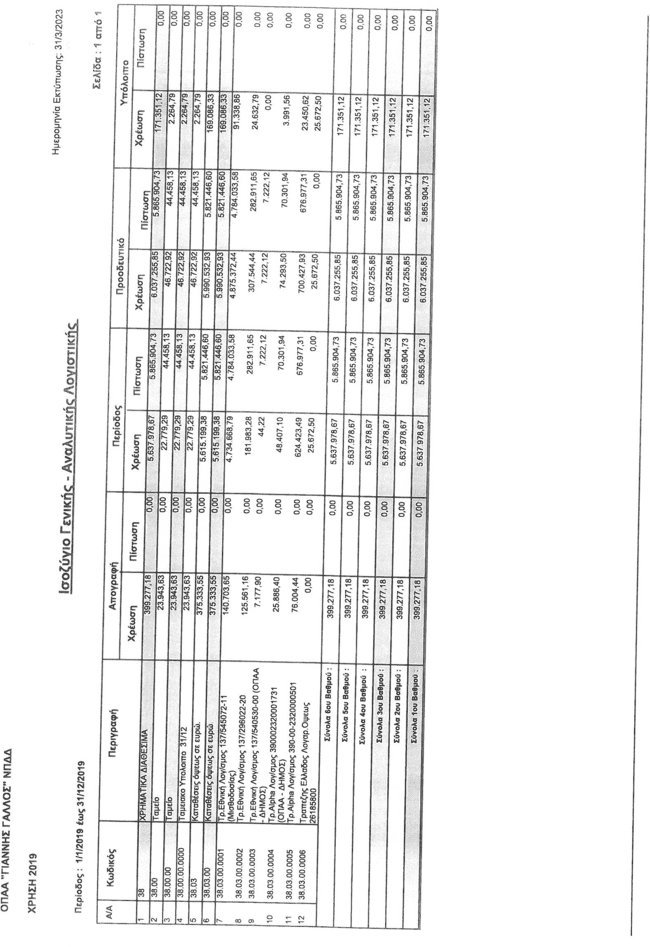 ΟΠΑΑ "ΓΙΑΝΝΗΣ ΓΑΛΛΟΣ" ΝΠΔΔ
Ημερομηνία Εκτύπωσης: 31/3/2023
ΧΡΗΣΗ 2019
Ισοζύγιο Γενικής - Αναλυτικής Λογιστικής
Περίοδος : 1/1/2019 έως 31/12/2019
Σελίδα : 1 από 1
Α/Α Κωδικός Περιγραφή Απογραφή Περίοδος Προοδευτικό Υπόλοιπο
Χρέωση Πίστωση Χρέωση Πίστωση Χρέωση Πίστωση Χρέωση Πίστωση
1 38 ΧΡΗΜΑΤΙΚΑ ΔΙΑΘΕΣΙΜΑ 399.277,18 0,00 5.637.978,67 5.865.904,73 6.037.255,85 5.865.904,73 171.351,12 0,00
2 38.00 Ταμείο 23.943,63 0,00 22.779,29 44.458,13 46.722,92 44.458,13 2.264,79 0,00
3 38.00.00 Ταμείο 23.943,63 0,00 22.779,29 44.458,13 46.722,92 44.458,13 2.264,79 0,00
4 38.00.00.0000 Ταμειακο Υπολοιπο 31/12 23.943,63 0,00 22.779,29 44.458,13 46.722,92 44.458,13 2.264,79 0,00
5 38.03 Καταθέσεις όψεως σε ευρώ. 375.333,55 0,00 5.615.199,38 5.821.446,60 5.990.532,93 5.821.446,60 169.086,33 0,00
6 38.03.00 Καταθέσεις όψεως σε ευρώ 375.333,55 0,00 5.615.199,38 5.821.446,60 5.990.532,93 5.821.446,60 169.086,33 0,00
7 38.03.00.0001 Τρ.Εθνική Λογ/σμος 137/545072-11 140.703,65 0,00 4.734.668,79 4.784.033,58 4.875.372,44 4.784.033,58 91.338,86 0,00
(Μισθοδοσίας)
8 38.03.00.0002 Τρ.Εθνική Λογ/σμος 137/296022-20 125.561,16 0,00 181.983,28 282.911,65 307.544,44 282.911,65 24.632,79 0,00
9 38.03.00.0003 Τρ.Εθνική Λογ/σμος 137/540530-00 (ΟΠΑΑ 7.177,90 0,00 44,22 7.222,12 7.222,12 7.222,12 0,00 0,00
- ΔΗΜΟΣ)
10 38.03.00.0004 Τρ.Alpha Λογ/σμος 390002320001731 25.886,40 0,00 48.407,10 70.301,94 74.293,50 70.301,94 3.991,56 0,00
(ΟΠΑΑ - ΔΗΜΟΣ)
11 38.03.00.0005 Τρ.Alpha Λογ/σμος 390-00-2320000501 76.004,44 0,00 624.423,49 676.977,31 700.427,93 676.977,31 23.450,62 0,00
12 38.03.00.0006 Τραπεζης Ελλαδος Λογαρ.Οψεως 0,00 0,00 25.672,50 0,00 25.672,50 0,00 25.672,50 0,00
26185800
Σύνολα 6ου Βαθμού : 399.277,18 0,00 5.637.978,67 5.865.904,73 6.037.255,85 5.865.904,73 171.351,12 0,00
Σύνολα 5ου Βαθμού : 399.277,18 0,00 5.637.978,67 5.865.904,73 6.037.255,85 5.865.904,73 171.351,12 0,00
Σύνολα 4ου Βαθμού : 399.277,18 0,00 5.637.978,67 5.865.904,73 6.037.255,85 5.865.904,73 171.351,12 0,00
Σύνολα 3ου Βαθμού : 399.277,18 0,00 5.637.978,67 5.865.904,73 6.037.255,85 5.865.904,73 171.351,12 0,00
Σύνολα 2ου Βαθμού : 399.277,18 0,00 5.637.978,67 5.865.904,73 6.037.255,85 5.865.904,73 171.351,12 0,00
Σύνολα 1ου Βαθμού : 399.277,18 0,00 5.637.978,67 5.865.904,73 6.037.255,85 5.865.904,73 171.351,12 0,00